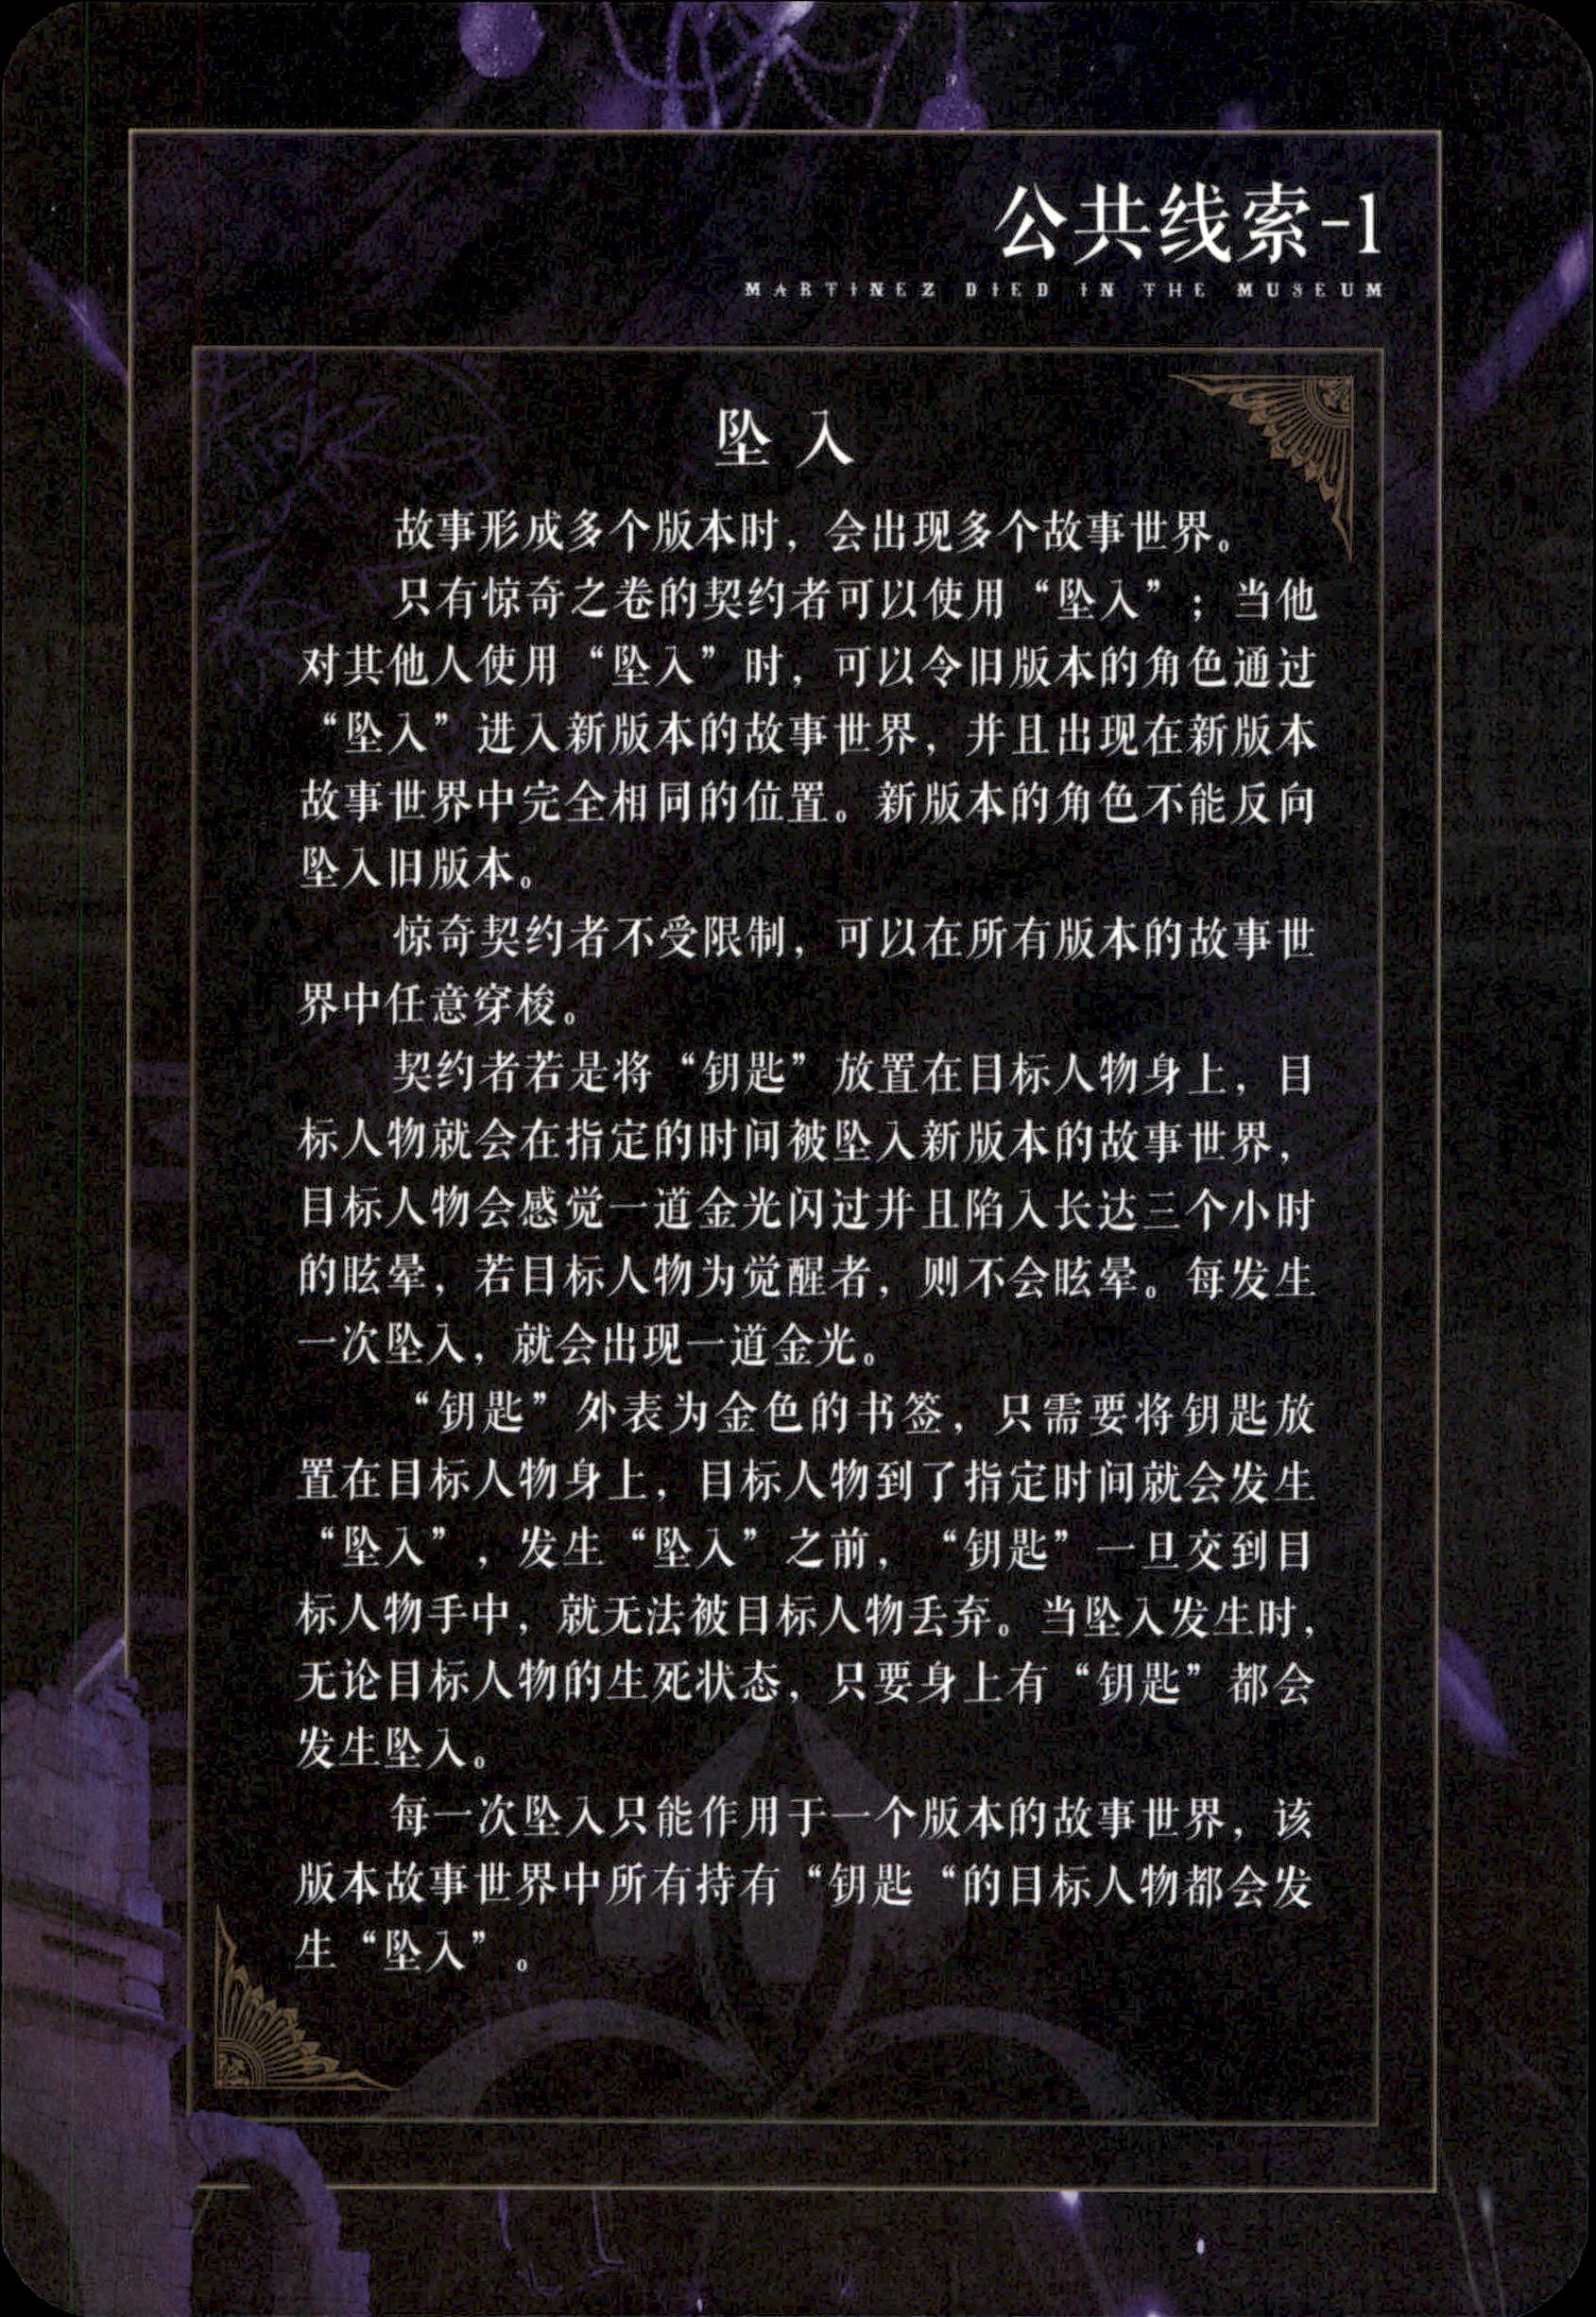 公共线索-1
MARTINEZ DIED IN THE MUSEUM
坠入
故事形成多个版本时，会出现多个故事世界。
只有惊奇之卷的契约者可以使用“坠入”；当他
对其他人使用“坠入”时，可以令旧版本的角色通过
“坠入”进入新版本的故事世界，并且出现在新版本
故事世界中完全相同的位置。新版本的角色不能反向
坠入旧版本。
惊奇契约者不受限制，可以在所有版本的故事世
界中任意穿梭。
契约者若是将“钥匙”放置在目标人物身上，目
标人物就会在指定的时间被坠入新版本的故事世界，
目标人物会感觉一道金光闪过并且陷入长达三个小时
的眩晕，若目标人物为觉醒者，则不会眩晕。每发生
一次坠入，就会出现一道金光。
“钥匙”外表为金色的书签，只需要将钥匙放
置在目标人物身上，目标人物到了指定时间就会发生
“坠入”，发生“坠入”之前，“钥匙”一旦交到目
标人物手中，就无法被目标人物丢弃。当坠入发生时，
无论目标人物的生死状态，只要身上有“钥匙”都会
发生坠入。
每一次坠入只能作用于一个版本的故事世界，该
版本故事世界中所有持有“钥匙“的目标人物都会发
生“坠入”。